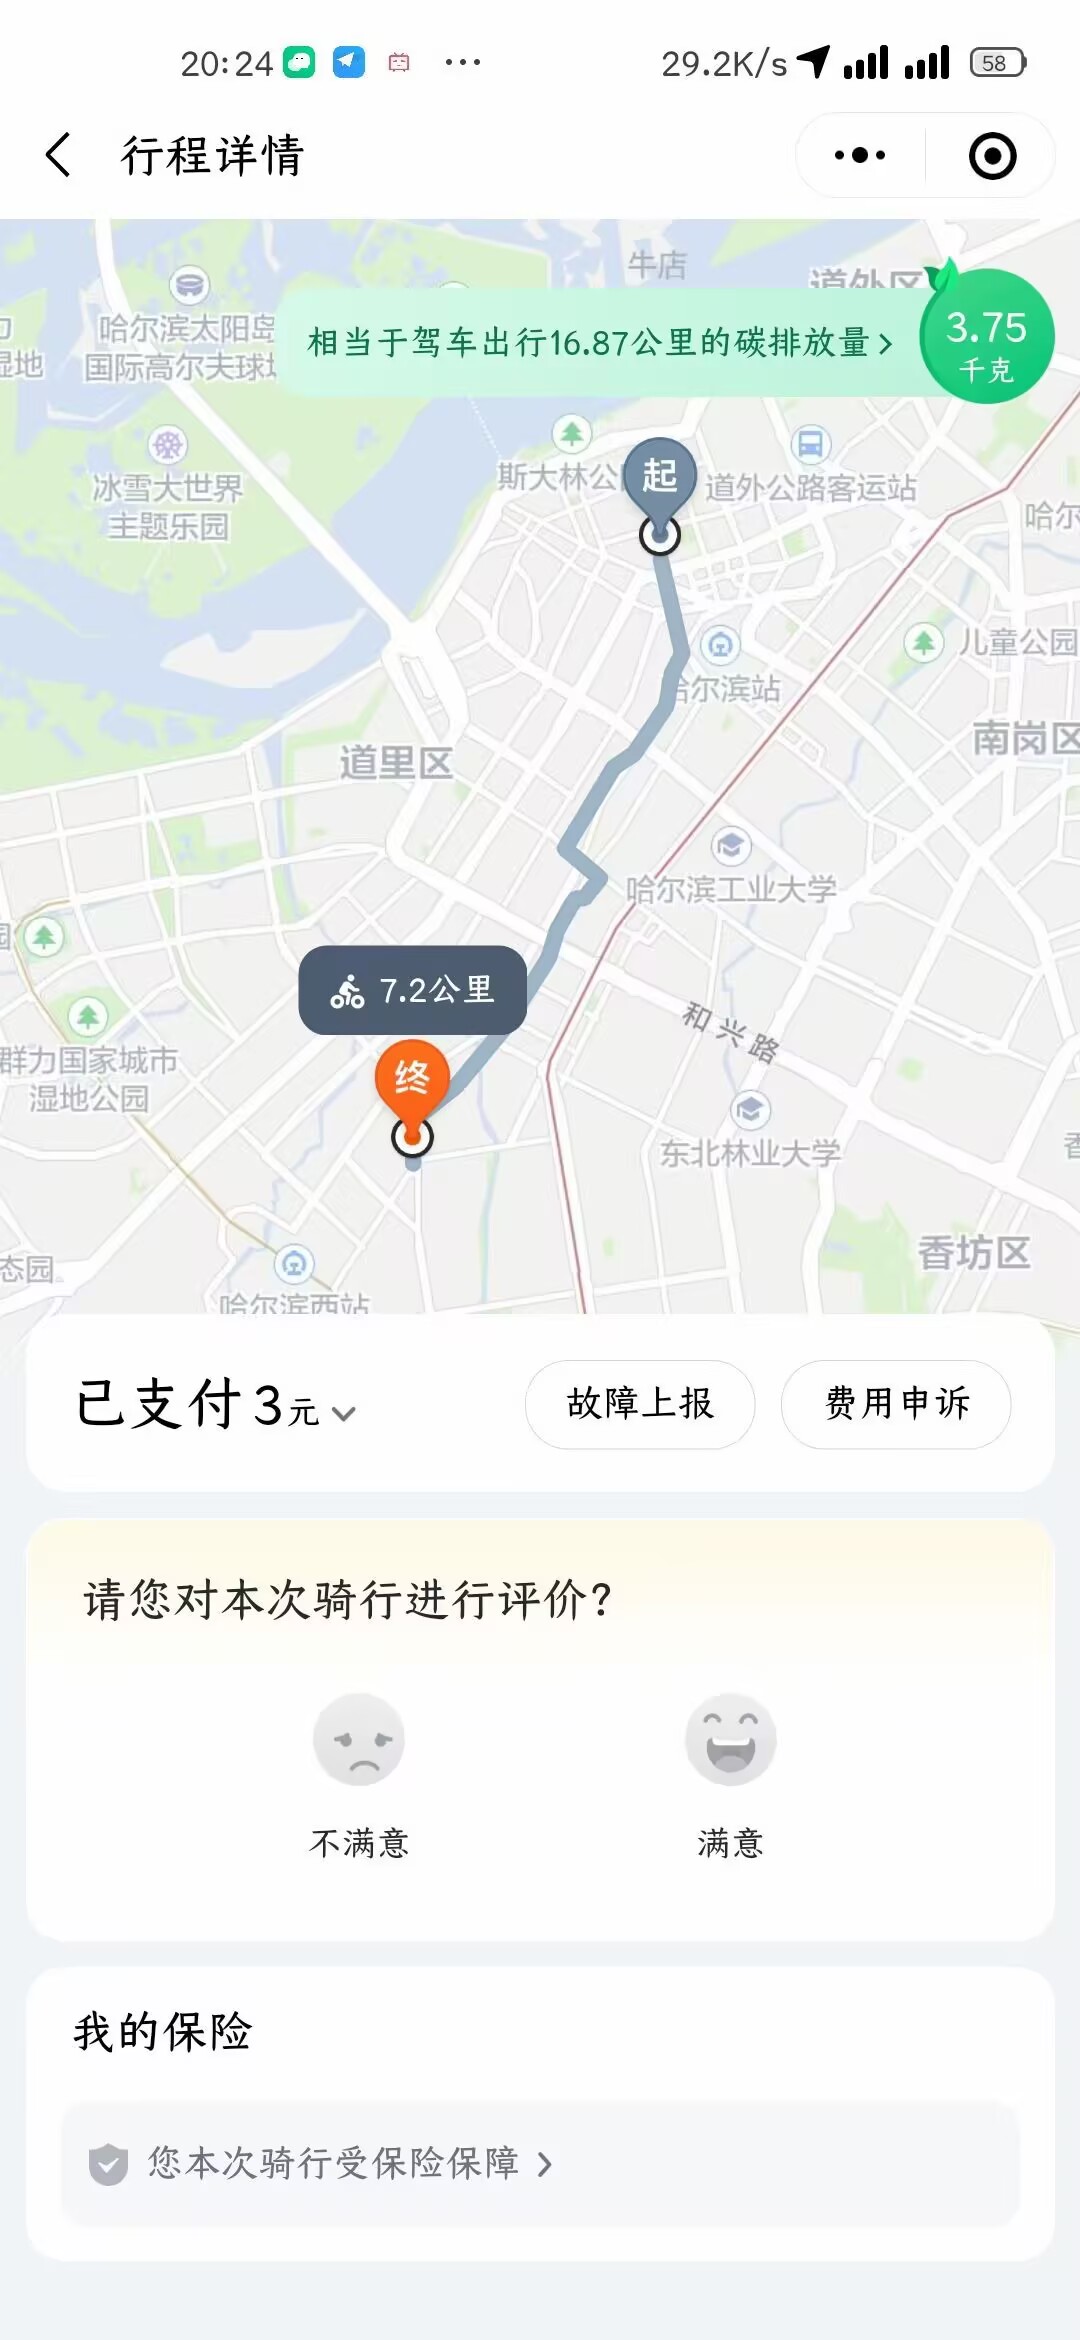 20:24
29.2K/s
58
行程详情
牛店
道外区
哈尔滨太阳岛
国际高尔夫球场
湿地
相当于驾车出行16.87公里的碳排放量
3.75
千克
冰雪大世界
主题乐园
斯大林公
起
道外公路客运站
哈尔
儿童公园
哈尔滨站
南岗区
道里区
哈尔滨工业大学
7.2公里
终
和兴路
群力国家城市
湿地公园
东北林业大学
香坊区
态园
哈尔滨西站
已支付3元
故障上报
费用申诉
请您对本次骑行进行评价?
不满意
满意
我的保险
您本次骑行受保险保障